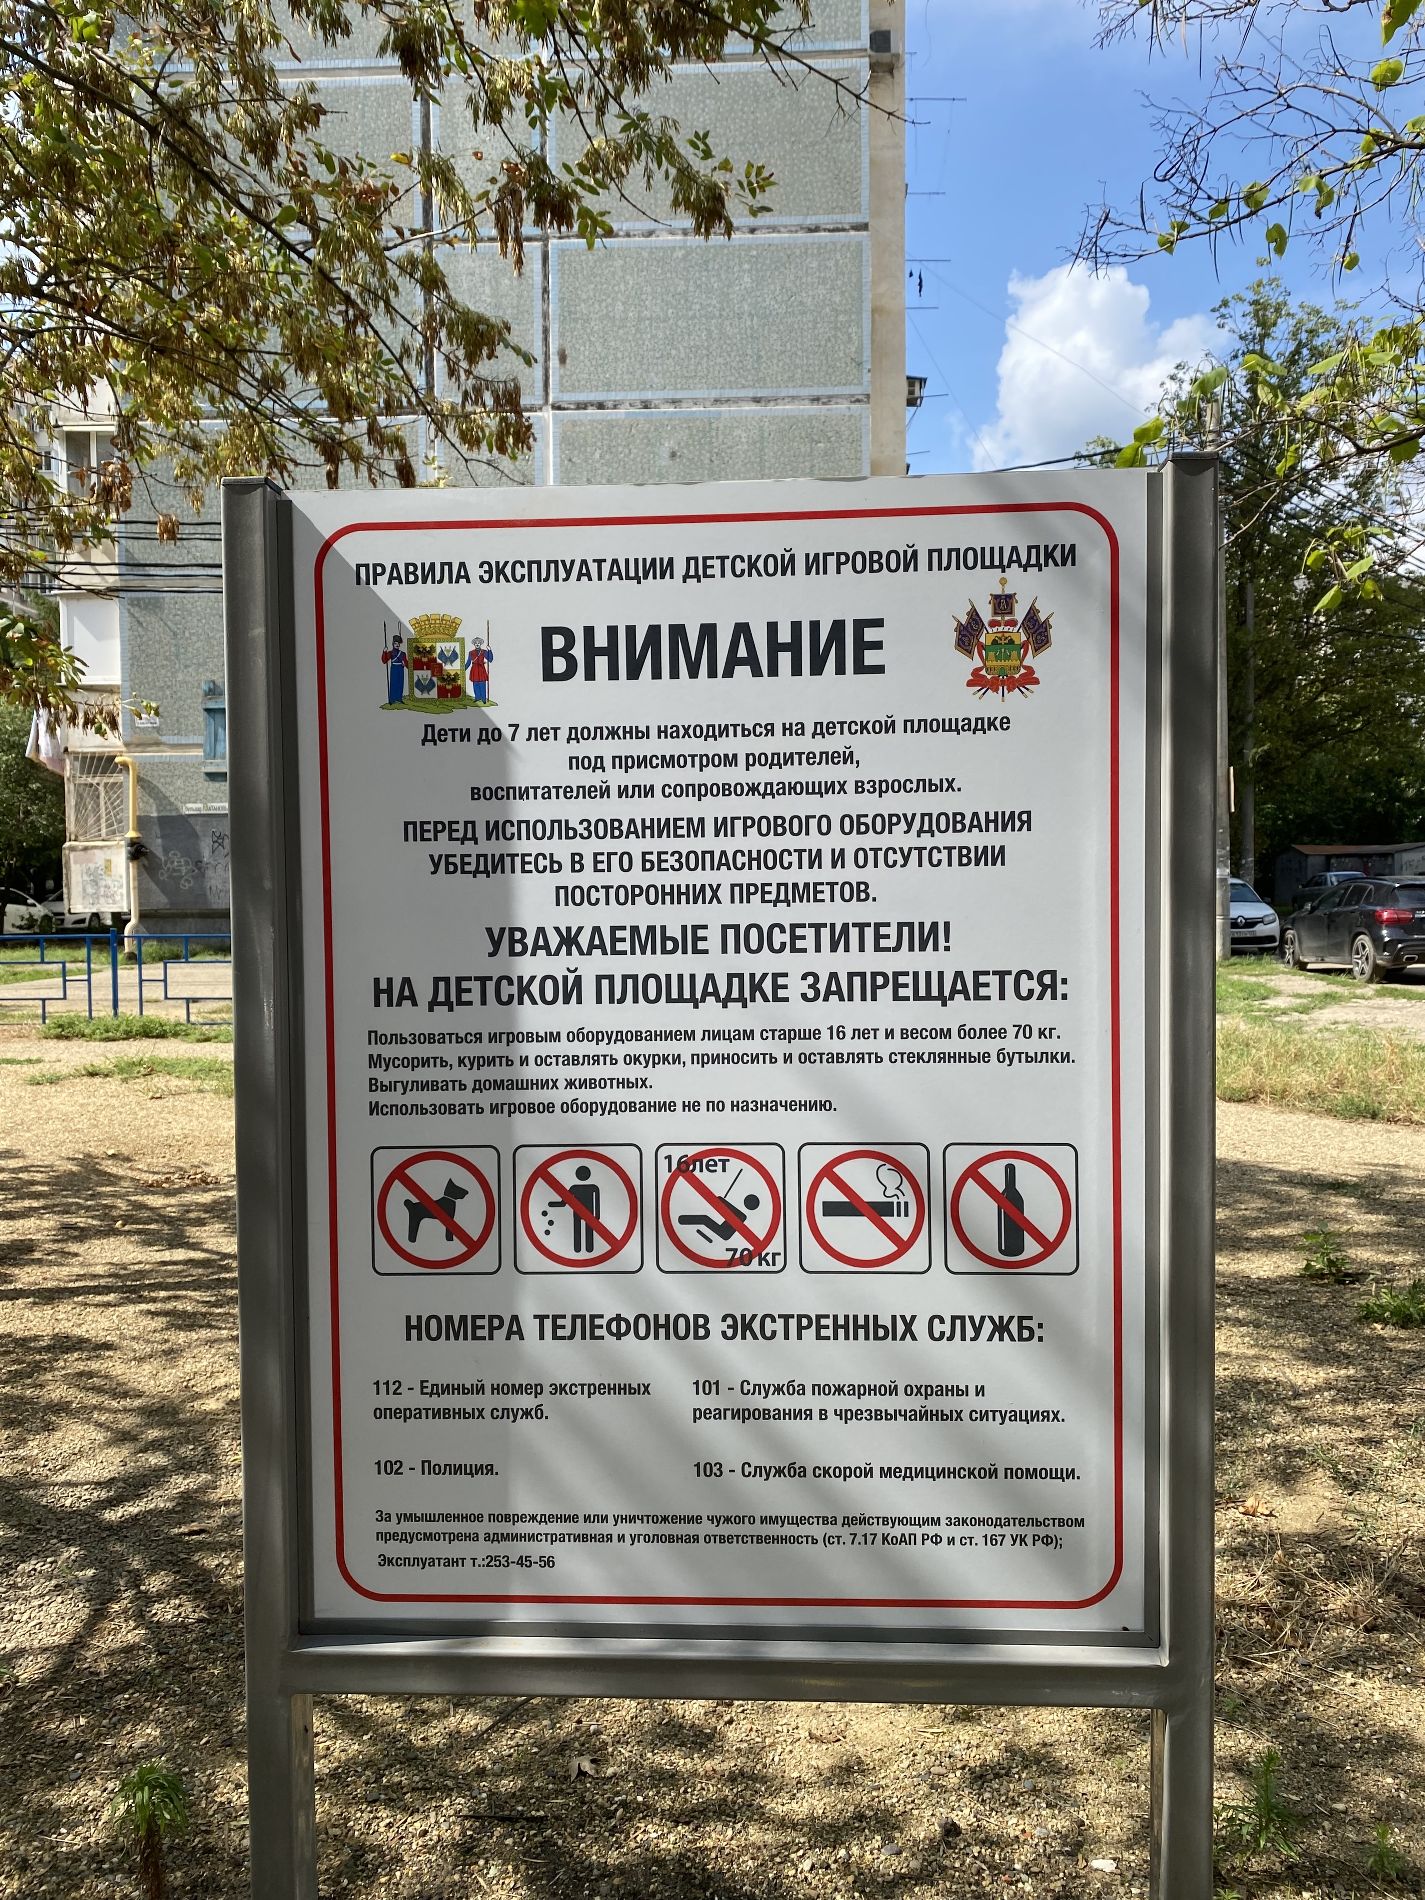 ПРАВИЛА ЭКСПЛУАТАЦИИ ДЕТСКОЙ ИГРОВОЙ ПЛОЩАДКИ
ВНИМАНИЕ
Дети до 7 лет должны находиться на детской площадке
под присмотром родителей,
воспитателей или сопровождающих взрослых.
ПЕРЕД ИСПОЛЬЗОВАНИЕМ ИГРОВОГО ОБОРУДОВАНИЯ
УБЕДИТЕСЬ В ЕГО БЕЗОПАСНОСТИ И ОТСУТСТВИИ
ПОСТОРОННИХ ПРЕДМЕТОВ.
УВАЖАЕМЫЕ ПОСЕТИТЕЛИ!
НА ДЕТСКОЙ ПЛОЩАДКЕ ЗАПРЕЩАЕТСЯ:
Пользоваться игровым оборудованием лицам старше 16 лет и весом более 70 кг.
Мусорить, курить и оставлять окурки, приносить и оставлять стеклянные бутылки.
Выгуливать домашних животных.
Использовать игровое оборудование не по назначению.
16лет
70 кг
НОМЕРА ТЕЛЕФОНОВ ЭКСТРЕННЫХ СЛУЖБ:
112 - Единый номер экстренных
оперативных служб.
101 - Служба пожарной охраны и
реагирования в чрезвычайных ситуациях.
102 - Полиция.
103 - Служба скорой медицинской помощи.
За умышленное повреждение или уничтожение чужого имущества действующим законодательством
предусмотрена административная и уголовная ответственность (ст. 7.17 КоАП РФ и ст. 167 УК РФ);
Эксплуатант т.:253-45-56